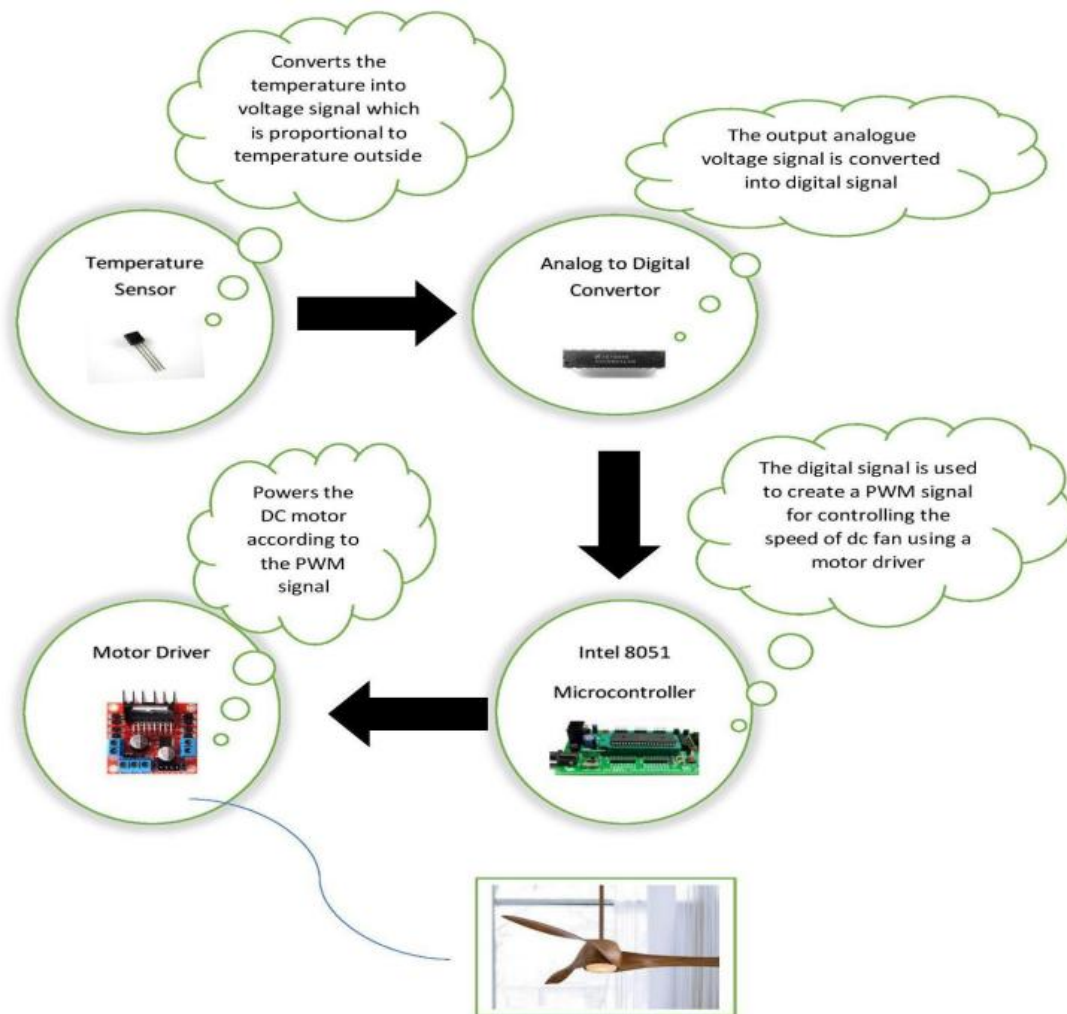 Converts the
temperature into
voltage signal which
is proportional to
temperature outside
The output analogue
voltage signal is converted
into digital signal
Temperature
Sensor
Analog to Digital
Convertor
Powers the
DC motor
according to
the PWM
signal
The digital signal is used
to create a PWM signal
for controlling the
speed of dc fan using a
motor driver
Motor Driver
Intel 8051
Microcontroller